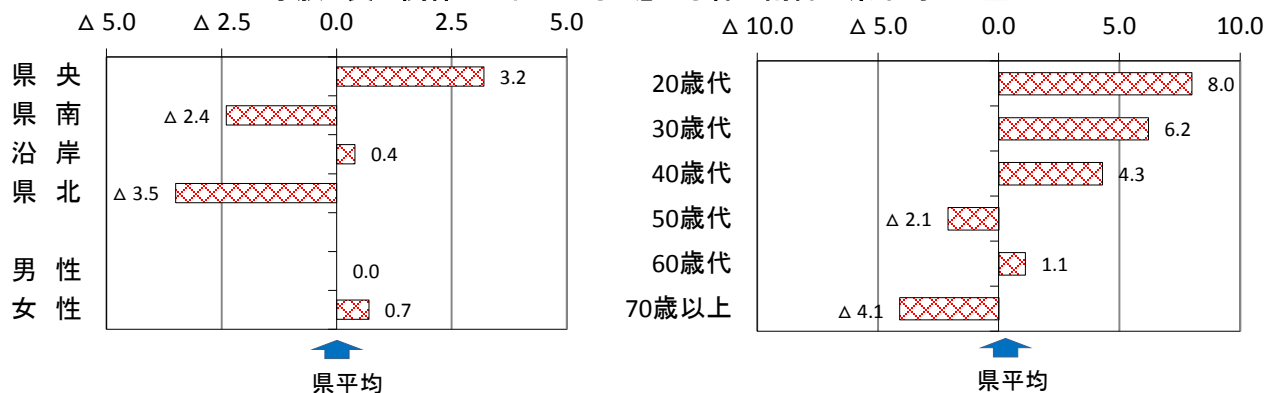 △ 5.0 △ 2.5 0.0 2.5 5.0
県 央 3.2
県 南 △ 2.4
沿 岸 0.4
県 北 △ 3.5
男 性 0.0
女 性 0.7
県平均
△ 10.0 △ 5.0 0.0 5.0 10.0
20歳代 8.0
30歳代 6.2
40歳代 4.3
50歳代 △ 2.1
60歳代 1.1
70歳以上 △ 4.1
県平均